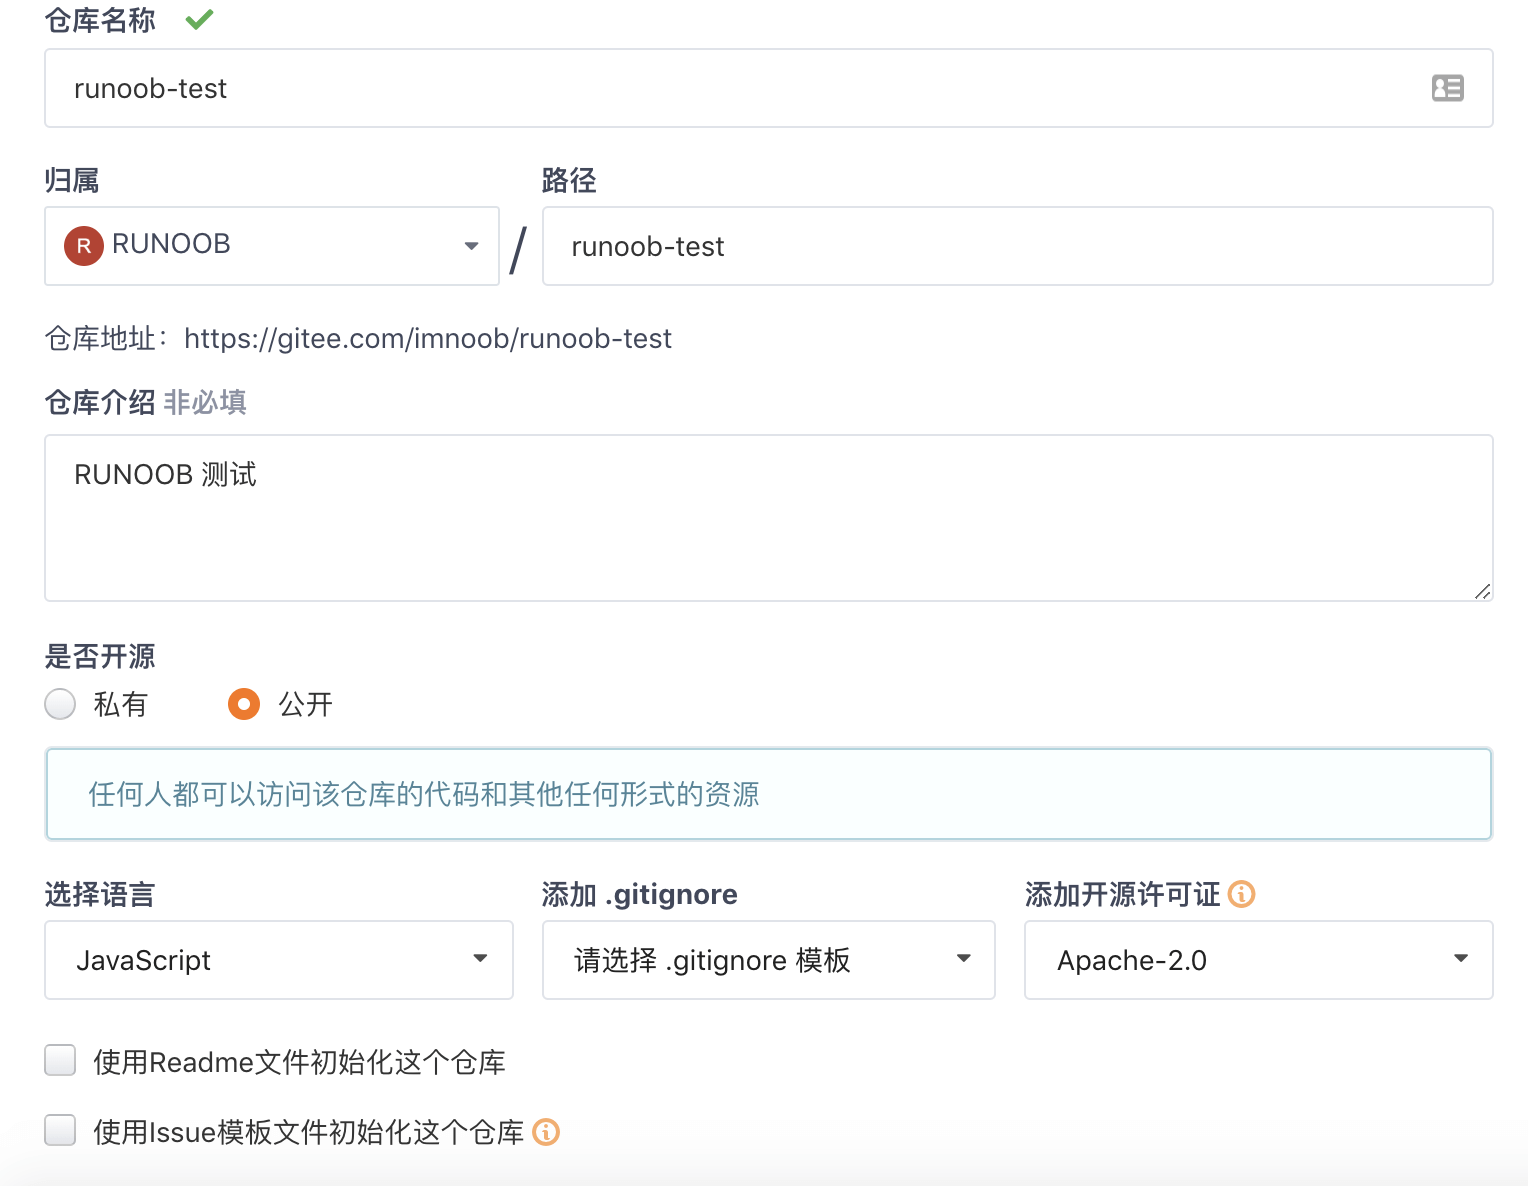 仓库名称
runoob-test
归属
路径
R RUNOOB
/
runoob-test
仓库地址：https://gitee.com/imnoob/runoob-test
仓库介绍 非必填
RUNOOB 测试
是否开源
私有
公开
任何人都可以访问该仓库的代码和其他任何形式的资源
选择语言
添加 .gitignore
添加开源许可证
JavaScript
请选择 .gitignore 模板
Apache-2.0
使用Readme文件初始化这个仓库
使用Issue模板文件初始化这个仓库